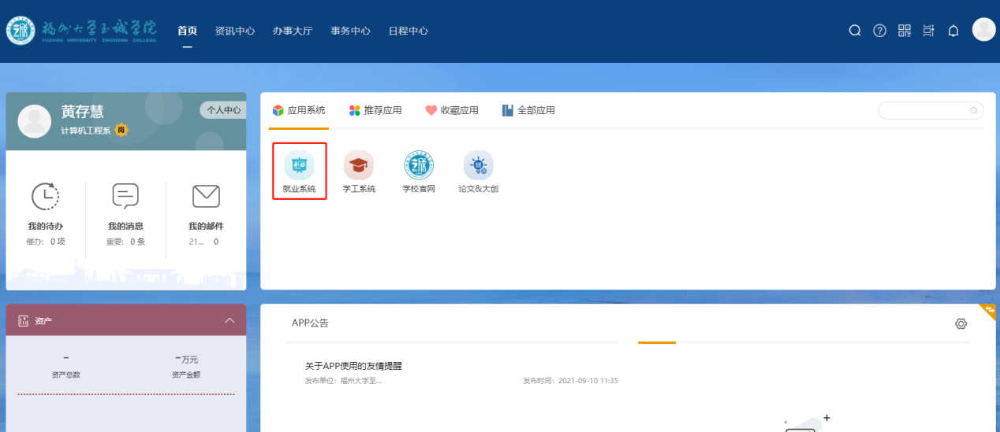 福州大学至诚学院
FUZHOU UNIVERSITY ZHICHENG COLLEGE
首页 资讯中心 办事大厅 事务中心 日程中心
黄存慧
个人中心
计算机工程系 岗
我的待办 我的消息 我的邮件
催办: 0 项 重要: 0 条 21... 0
应用系统 推荐应用 收藏应用 全部应用
就业系统 学工系统 学校官网 论文&大创
资产
- -万元
资产总数 资产金额
APP公告
关于APP使用的友情提醒
发布单位: 福州大学至... 发布时间: 2021-09-10 11:35